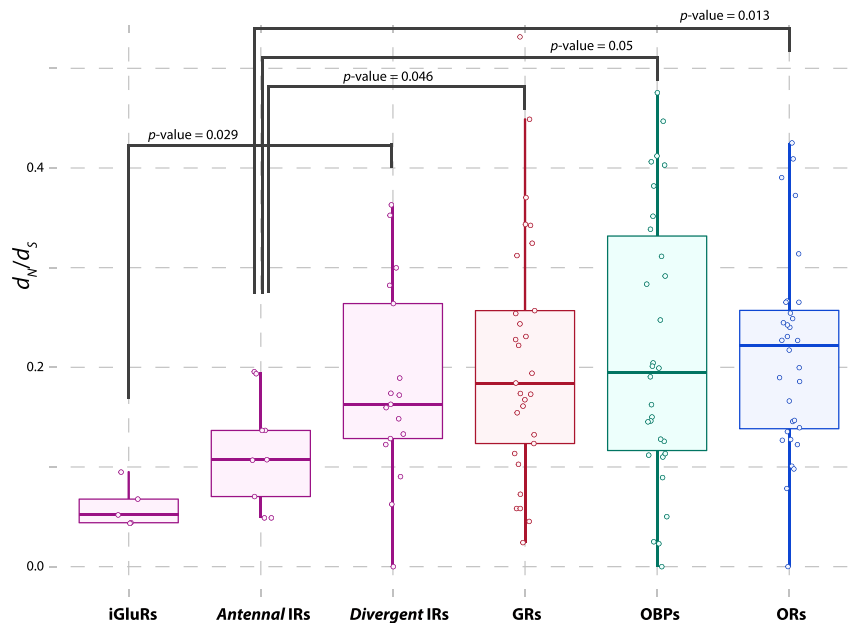 p-value = 0.013
p-value = 0.05
p-value = 0.046
p-value = 0.029
0.4
dN/dS
0.2
0.0
iGluRs Antennal IRs Divergent IRs GRs OBPs ORs